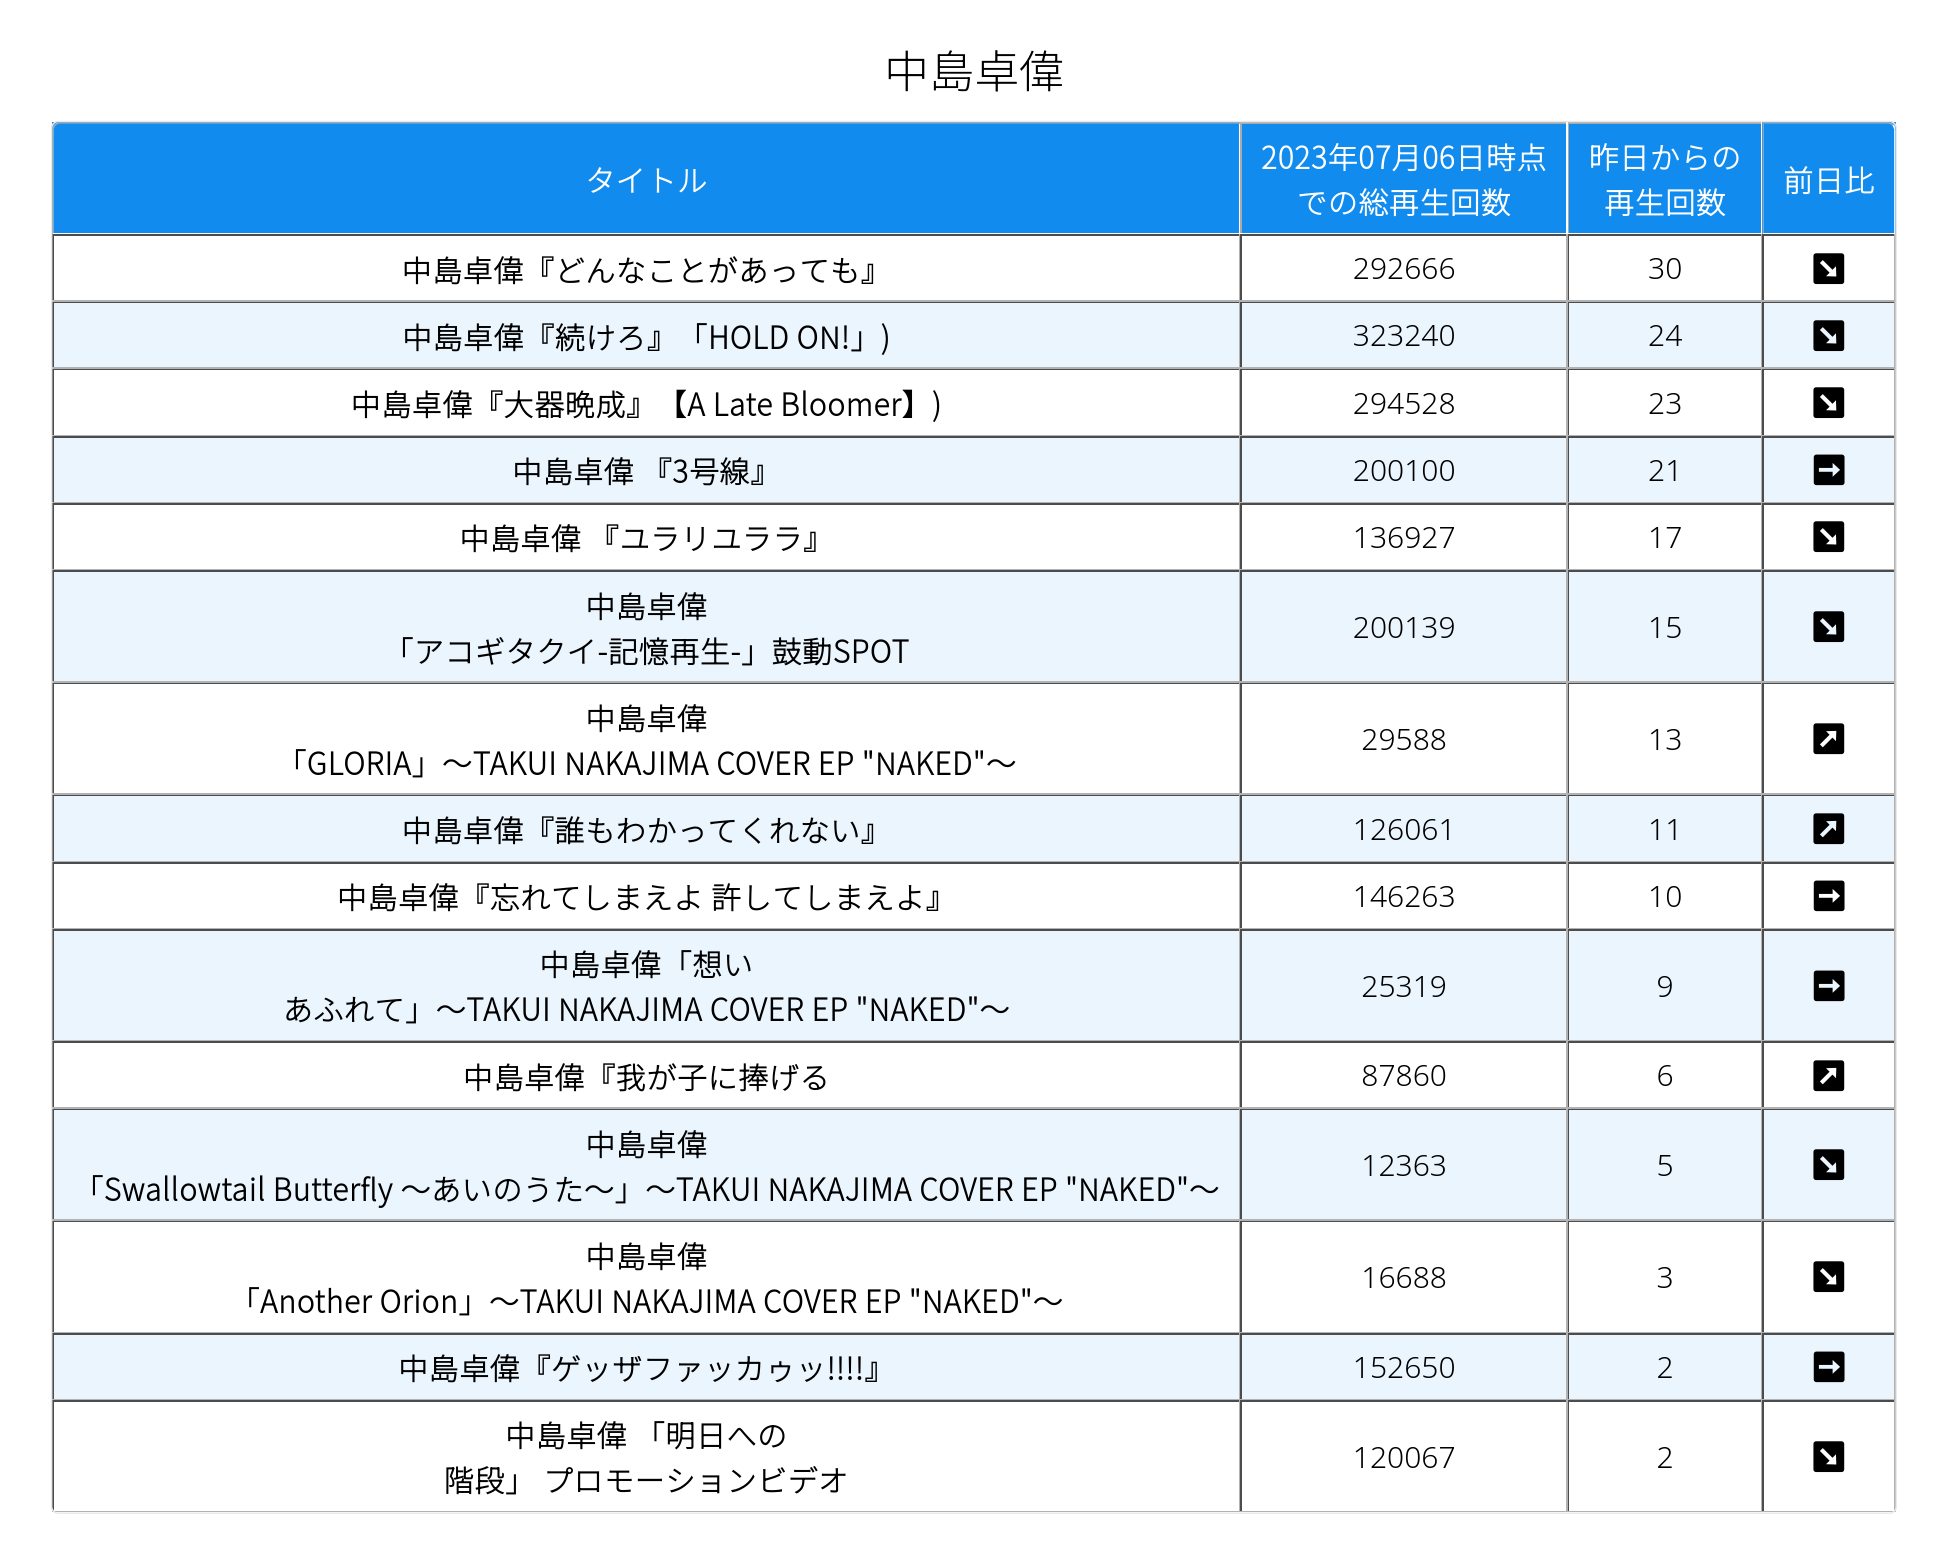 中島卓偉
タイトル
2023年07月06日時点
での総再生回数
昨日からの
再生回数
前日比
中島卓偉『どんなことがあっても』 292666 30 ↘
中島卓偉『続けろ』「HOLD ON!」) 323240 24 ↘
中島卓偉『大器晩成』【A Late Bloomer】) 294528 23 ↘
中島卓偉 『3号線』 200100 21 →
中島卓偉 『ユラリユララ』 136927 17 ↘
中島卓偉
「アコギタクイ-記憶再生-」鼓動SPOT 200139 15 ↘
中島卓偉
「GLORIA」～TAKUI NAKAJIMA COVER EP "NAKED"～ 29588 13 ↗
中島卓偉『誰もわかってくれない』 126061 11 ↗
中島卓偉『忘れてしまえよ 許してしまえよ』 146263 10 →
中島卓偉「想い
あふれて」～TAKUI NAKAJIMA COVER EP "NAKED"～ 25319 9 →
中島卓偉『我が子に捧げる 87860 6 ↗
中島卓偉
「Swallowtail Butterfly ～あいのうた～」～TAKUI NAKAJIMA COVER EP "NAKED"～ 12363 5 ↘
中島卓偉
「Another Orion」～TAKUI NAKAJIMA COVER EP "NAKED"～ 16688 3 ↘
中島卓偉『ゲッザファッカゥッ!!!!』 152650 2 →
中島卓偉 「明日への
階段」 プロモーションビデオ 120067 2 ↘